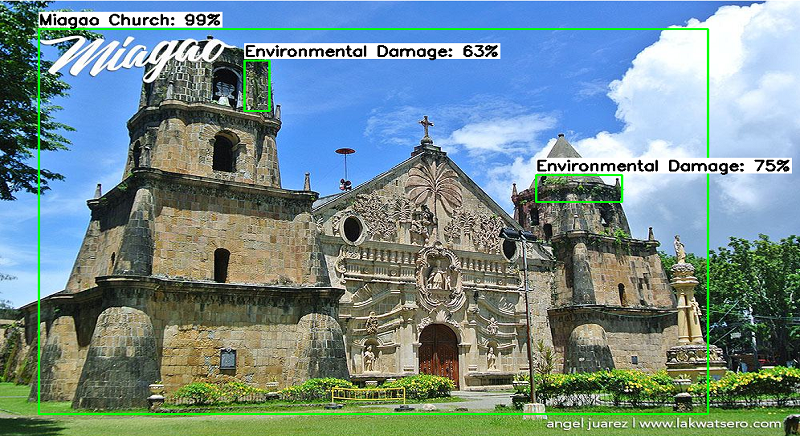 Miagao Church: 99%
Miagao
Environmental Damage: 63%
Environmental Damage: 75%
angel juarez | www.lakwatsero.com